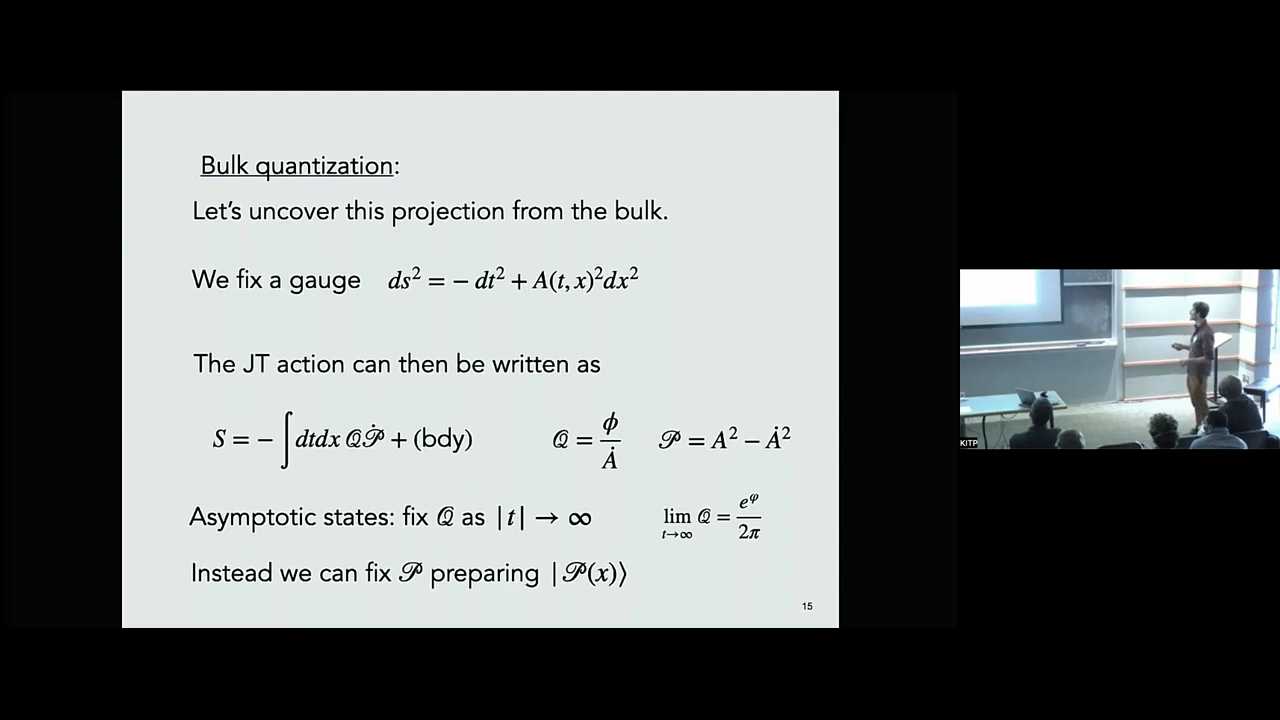 Bulk quantization:
Let's uncover this projection from the bulk.
We fix a gauge ds² = − dt² + A(t, x)²dx²
The JT action can then be written as
S = − ∫ dtdx 𝒬𝒫̇ + (bdy) 𝒬 = ϕ/Ȧ 𝒫 = A² − Ȧ²
Asymptotic states: fix 𝒬 as |t| → ∞ lim_{t→∞} 𝒬 = e^φ/2π
Instead we can fix 𝒫 preparing |𝒫(x)⟩
15
KITP